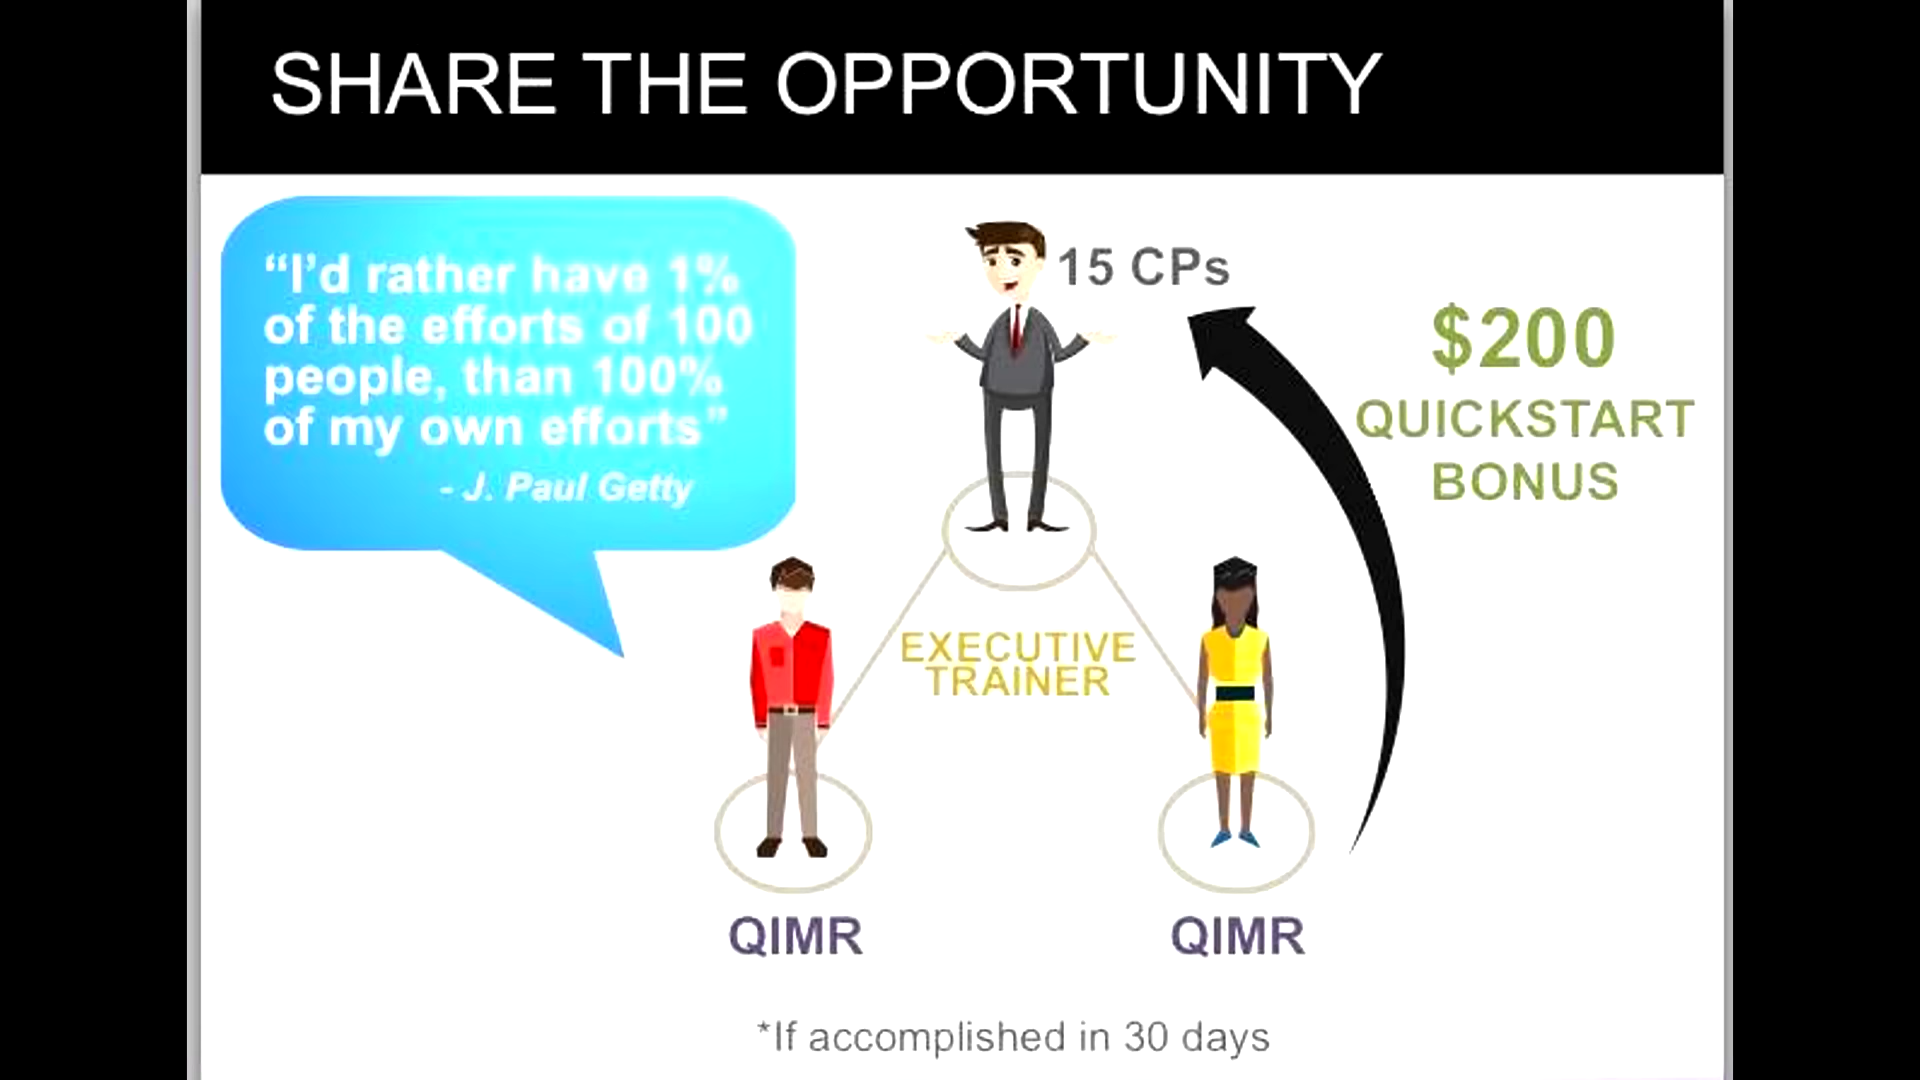 SHARE THE OPPORTUNITY
“I’d rather have 1%
of the efforts of 100
people, than 100%
of my own efforts”
- J. Paul Getty
15 CPs
$200
QUICKSTART
BONUS
EXECUTIVE
TRAINER
QIMR
QIMR
*If accomplished in 30 days